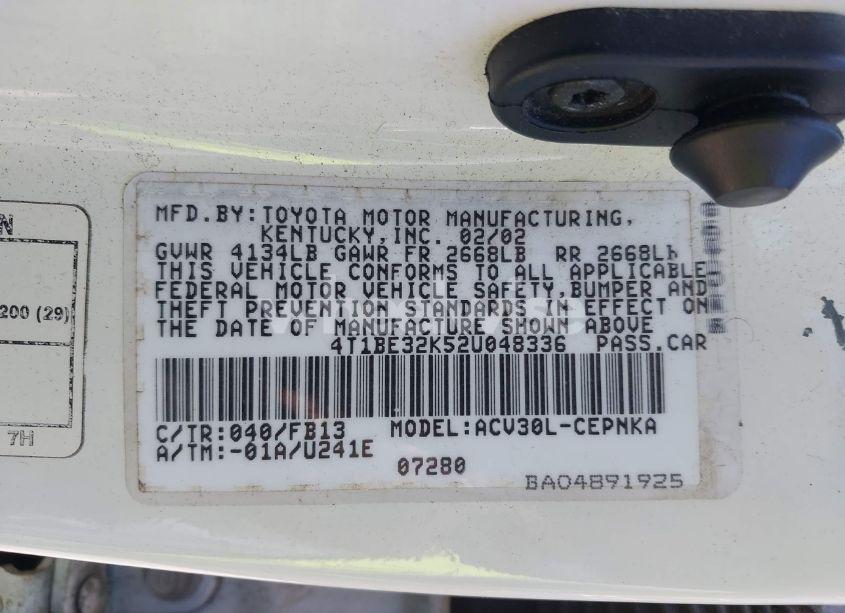 MFD.BY:TOYOTA MOTOR MANUFACTURING,
KENTUCKY,INC. 02/02
GVWR 4134LB GAWR FR 2668LB RR 2668LB
THIS VEHICLE CONFORMS TO ALL APPLICABLE
FEDERAL MOTOR VEHICLE SAFETY,BUMPER AND
THEFT PREVENTION STANDARDS IN EFFECT ON
THE DATE OF MANUFACTURE SHOWN ABOVE
4T1BE32K52U048336 PASS.CAR
C/TR:040/FB13 MODEL:ACV30L-CEPNKA
A/TM:-01A/U241E
07280
BA04891925
N
200 (29)
7H